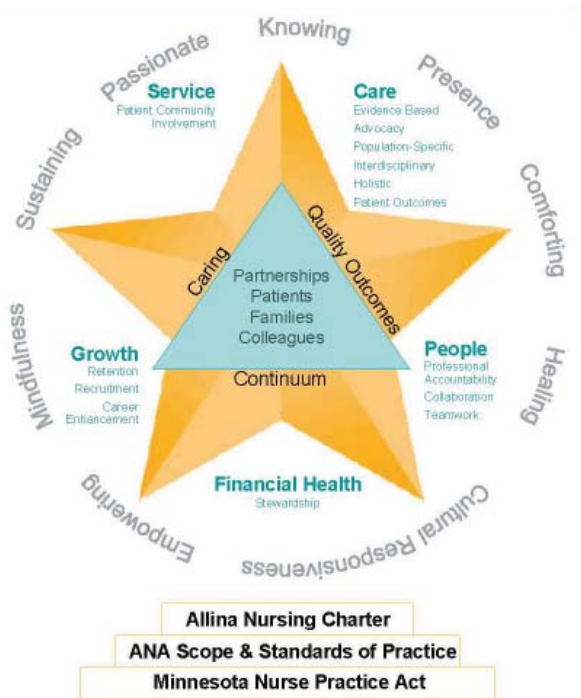 Knowing
Passionate
Presence
Sustaining
Comforting
Mindfulness
Healing
Empowering
Cultural Responsiveness
Service
Patient Community
Involvement
Care
Evidence Based
Advocacy
Population-Specific
Interdisciplinary
Holistic
Patient Outcomes
Caring
Quality Outcomes
Partnerships
Patients
Families
Colleagues
Continuum
Growth
Retention
Recruitment
Career
Enhancement
People
Professional
Accountability
Collaboration
Teamwork
Financial Health
Stewardship
Allina Nursing Charter
ANA Scope & Standards of Practice
Minnesota Nurse Practice Act